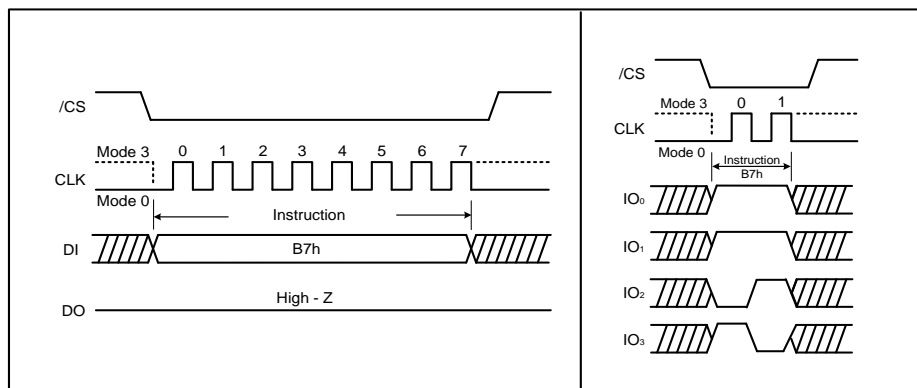 /CS
Mode 3
0 1 2 3 4 5 6 7
CLK
Mode 0
Instruction
DI
B7h
High - Z
DO
/CS
Mode 3
0 1
CLK
Mode 0
Instruction
B7h
IO0
IO1
IO2
IO3